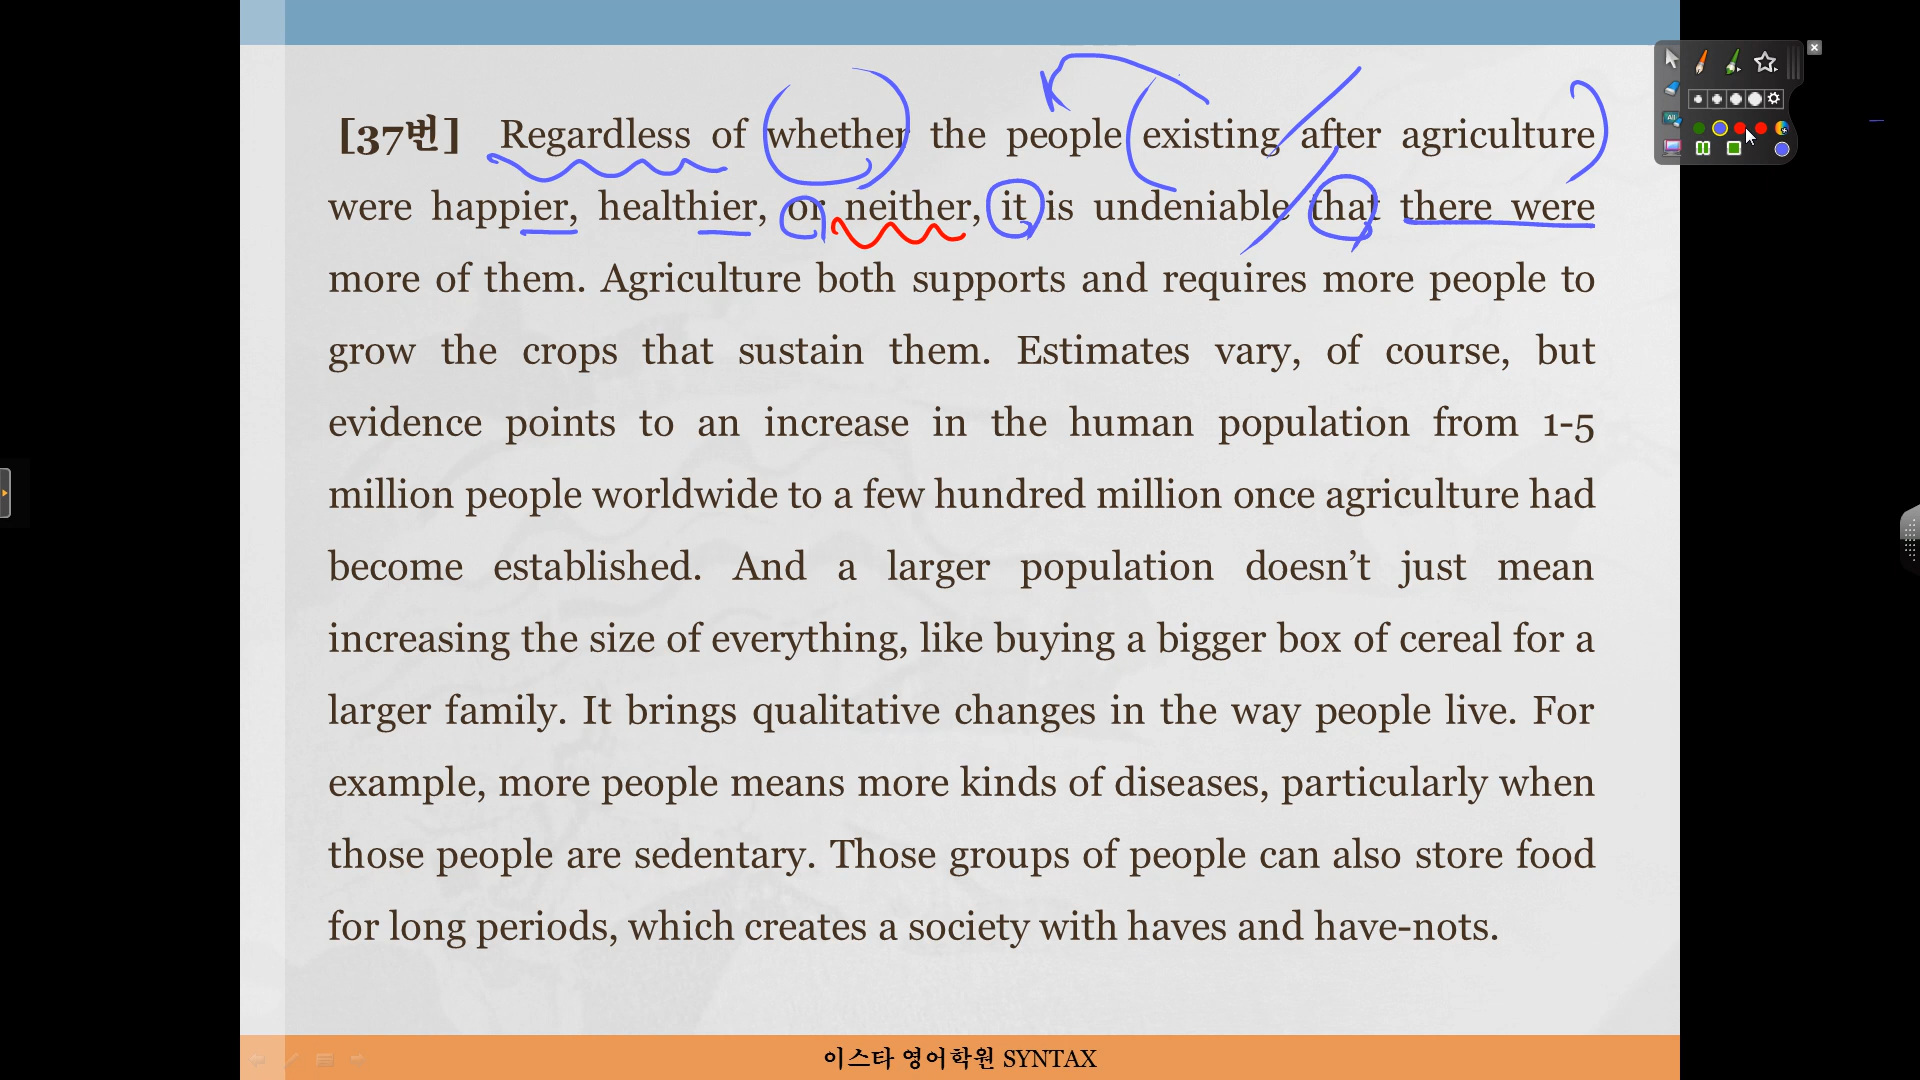 [37번] Regardless of whether the people existing after agriculture
were happier, healthier, or neither, it is undeniable that there were
more of them. Agriculture both supports and requires more people to
grow the crops that sustain them. Estimates vary, of course, but
evidence points to an increase in the human population from 1-5
million people worldwide to a few hundred million once agriculture had
become established. And a larger population doesn’t just mean
increasing the size of everything, like buying a bigger box of cereal for a
larger family. It brings qualitative changes in the way people live. For
example, more people means more kinds of diseases, particularly when
those people are sedentary. Those groups of people can also store food
for long periods, which creates a society with haves and have-nots.
이스타 영어학원 SYNTAX